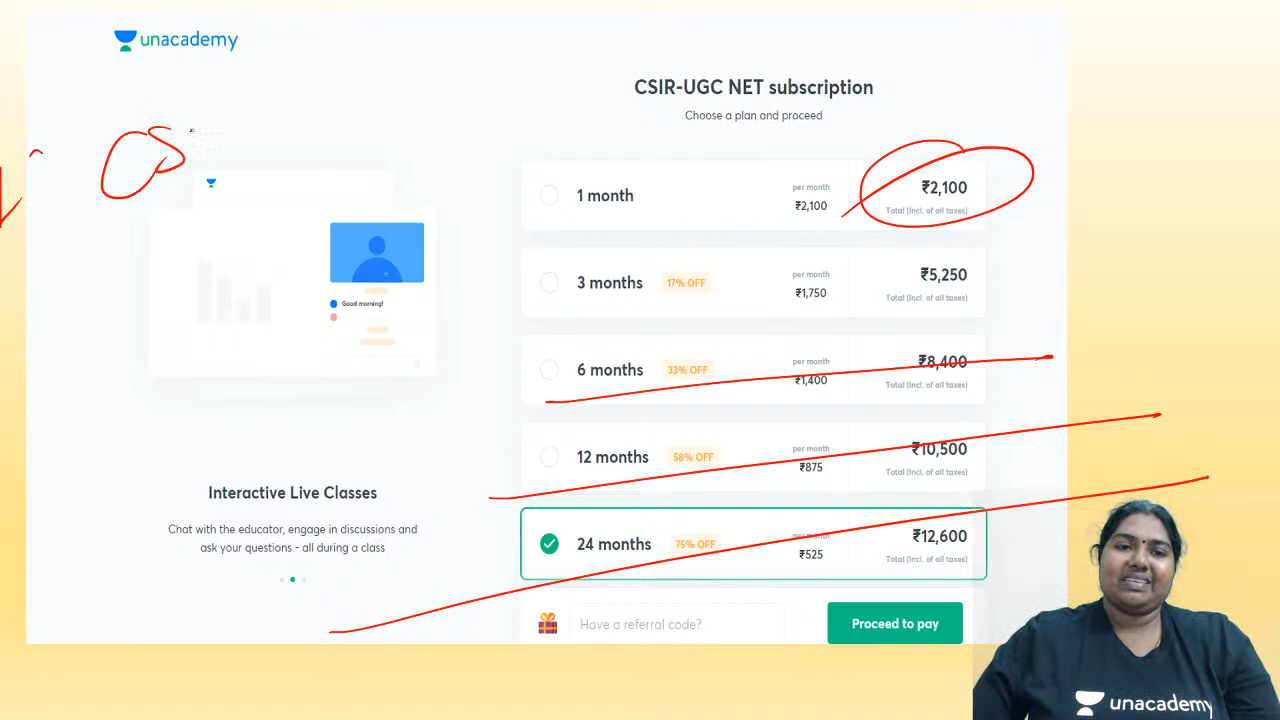 unacademy
CSIR-UGC NET subscription
Choose a plan and proceed
1 month
per month
₹2,100
₹2,100
Total (Incl. of all taxes)
3 months
17% OFF
per month
₹1,750
₹5,250
Total (Incl. of all taxes)
6 months
33% OFF
per month
₹1,400
₹8,400
Total (Incl. of all taxes)
12 months
58% OFF
per month
₹875
₹10,500
Total (Incl. of all taxes)
24 months
75% OFF
per month
₹525
₹12,600
Total (Incl. of all taxes)
Have a referral code?
Proceed to pay
Good morning!
Interactive Live Classes
Chat with the educator, engage in discussions and
ask your questions - all during a class
unacademy